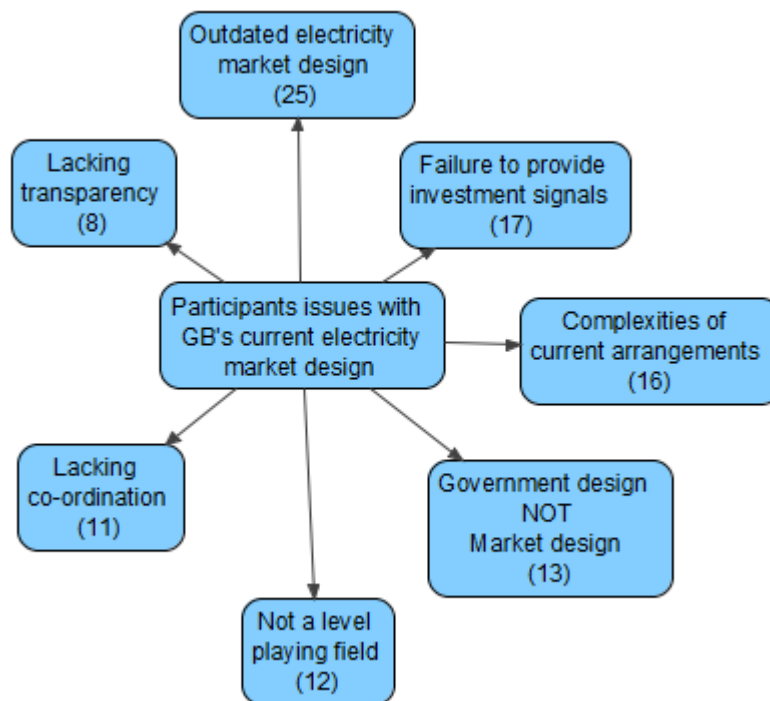 Outdated electricity
market design
(25)
Lacking
transparency
(8)
Failure to provide
investment signals
(17)
Participants issues with
GB's current electricity
market design
Complexities of
current arrangements
(16)
Lacking
co-ordination
(11)
Government design
NOT
Market design
(13)
Not a level
playing field
(12)